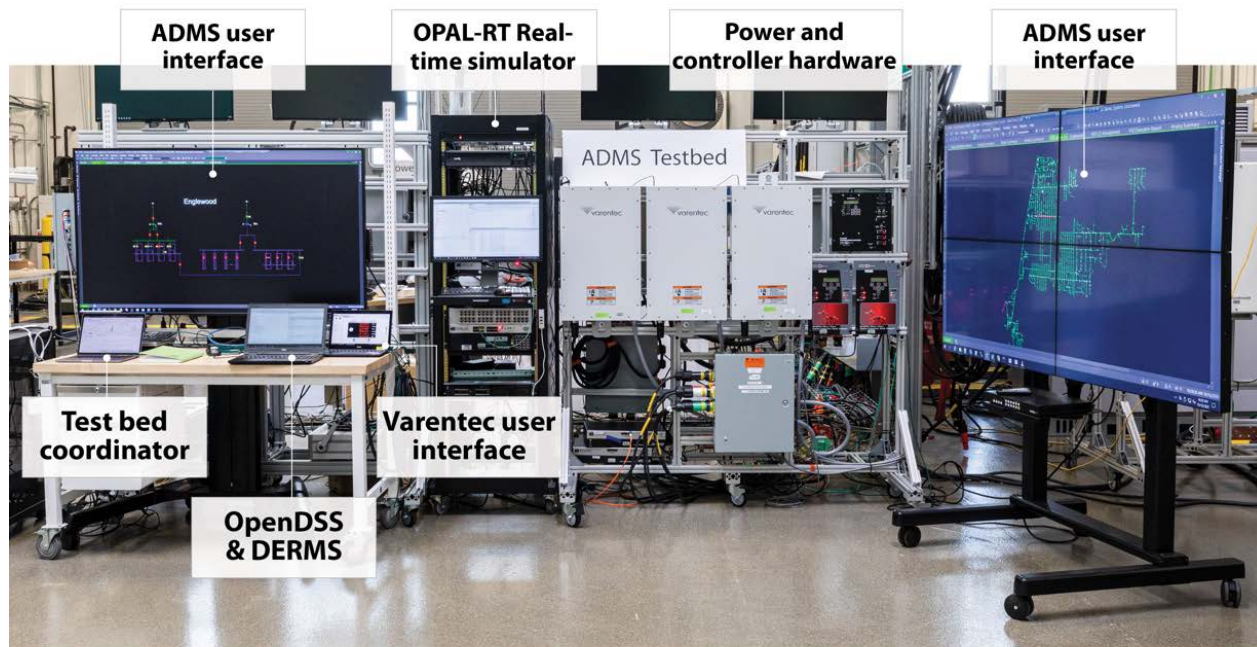 ADMS user
interface
OPAL-RT Real-
time simulator
Power and
controller hardware
ADMS user
interface
ADMS Testbed
Englewood
varentec
varentec
varentec
Test bed
coordinator
Varentec user
interface
OpenDSS
& DERMS